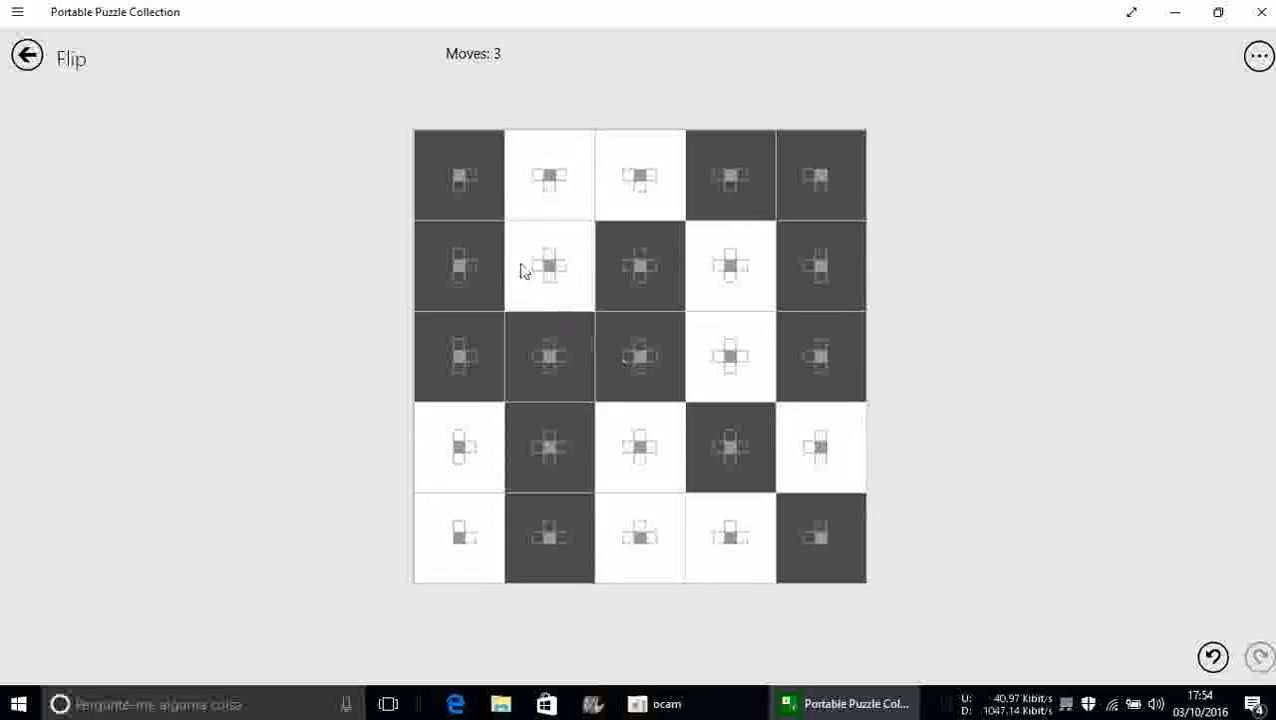 Portable Puzzle Collection
Flip
Moves: 3
Pergunte-me alguma coisa
ocam
Portable Puzzle Col...
U: 40,97 Kibit/s
D: 1047,14 Kibit/s
17:54
03/10/2016
4